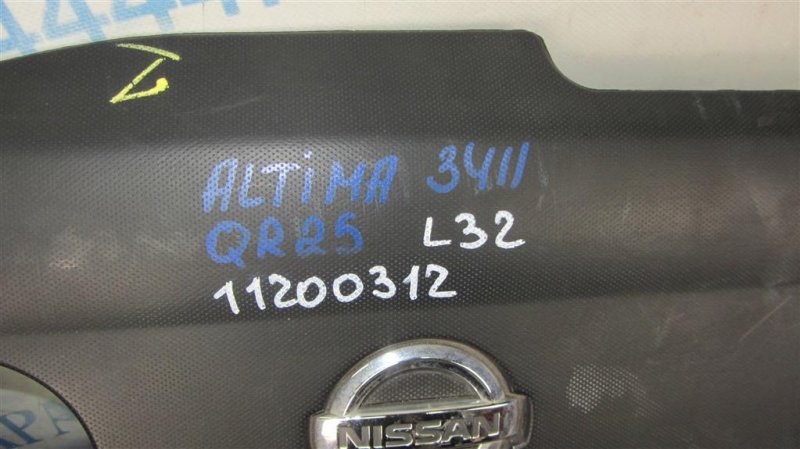 ALTiMA 3411
QR25 L32
11200312
NISSAN